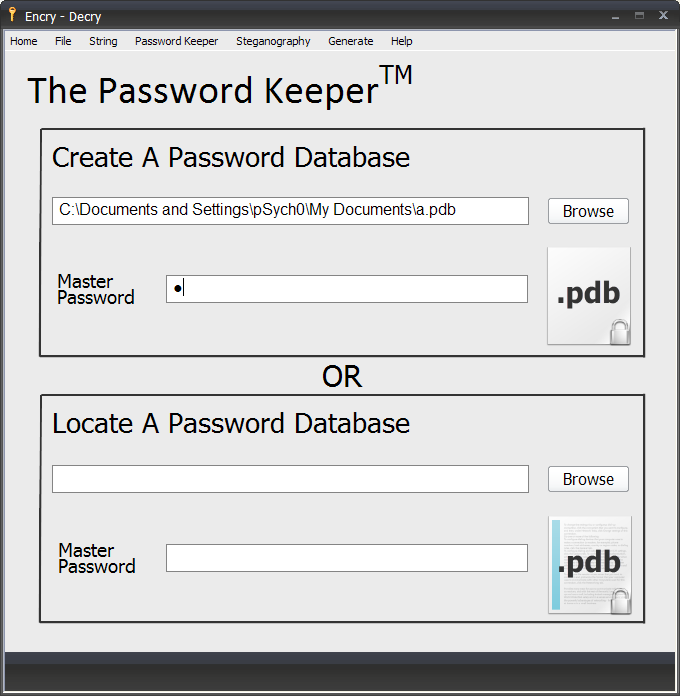 Encry - Decry
Home File String Password Keeper Steganography Generate Help
The Password Keeper TM
Create A Password Database
C:\Documents and Settings\pSych0\My Documents\a.pdb Browse
Master
Password
.pdb
OR
Locate A Password Database
Browse
Master
Password
.pdb